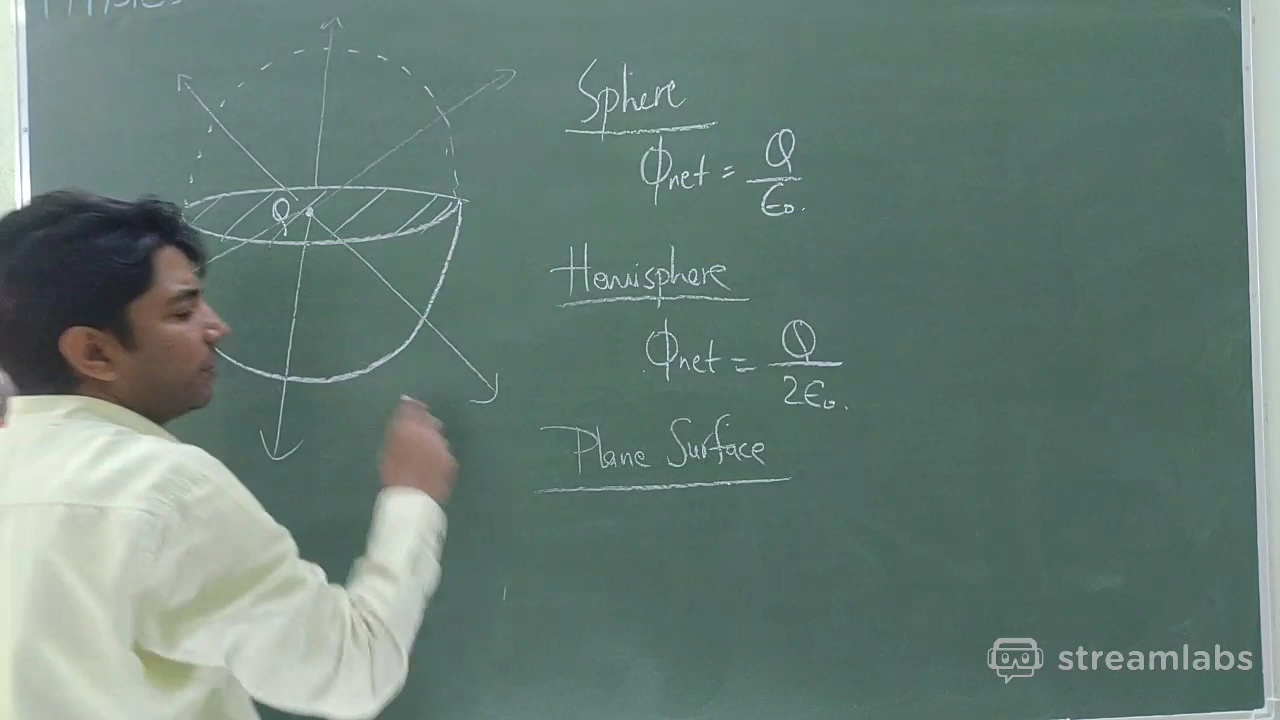 Q
Sphere
Φnet = Q/ε₀.
Hemisphere
Φnet = Q/2ε₀.
Plane Surface
streamlabs